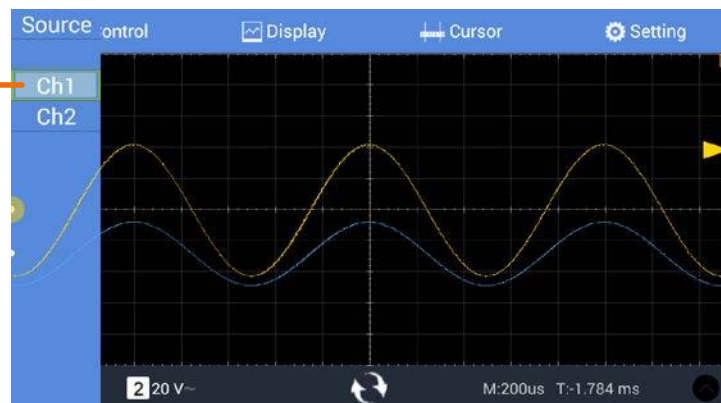 Source ontrol Display Cursor Setting
Ch1
Ch2
2 20 V~ M:200us T:-1.784 ms